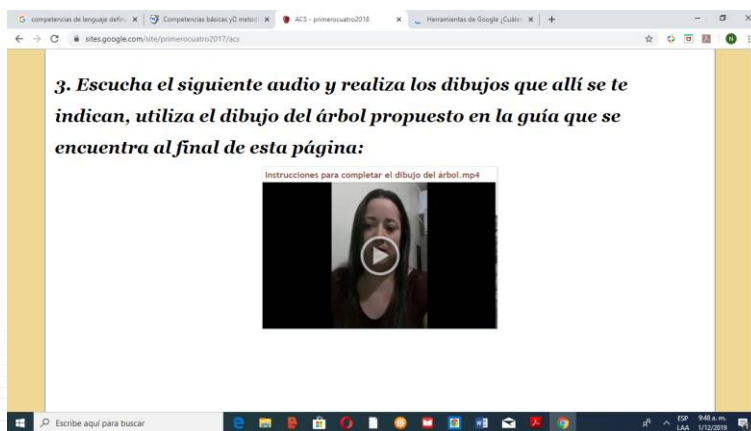 competencias de lenguaje defin
Competencias básicas y
ACS - primerocuatro2018
Herramientas de Google ¿Cuále
sites.google.com/site/primerocuatro2017/acs
3. Escucha el siguiente audio y realiza los dibujos que allí se te
indican, utiliza el dibujo del árbol propuesto en la guía que se
encuentra al final de esta página:
Instrucciones para completar el dibujo del árbol.mp4
Escribe aquí para buscar
ESP
9:48 a. m.
LAA
1/12/2019